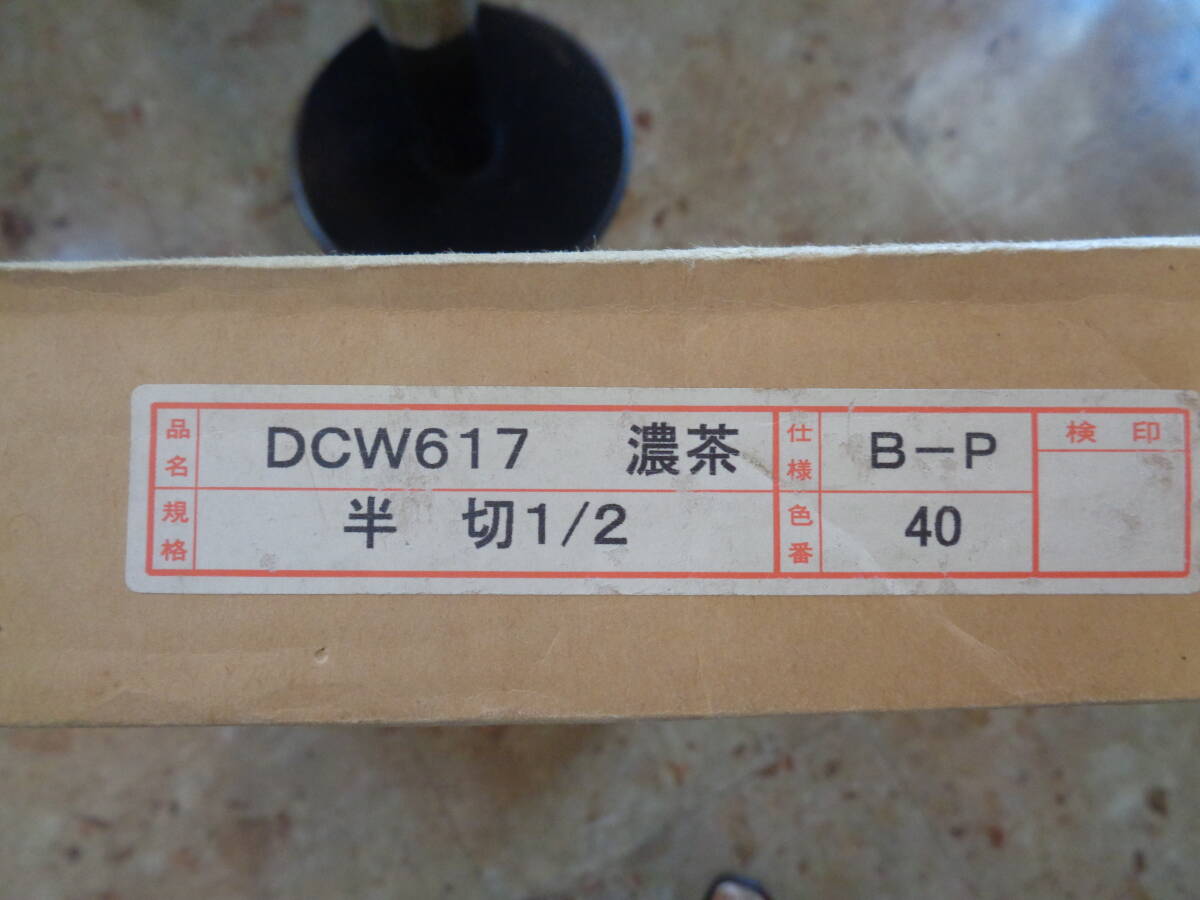 品名 DCW617 濃茶 仕様 B-P 検印
規格 半 切1/2 色番 40